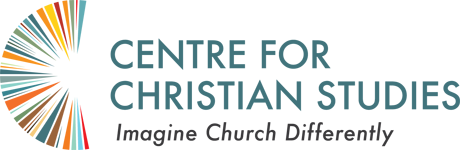 CENTRE FOR
CHRISTIAN STUDIES
Imagine Church Differently